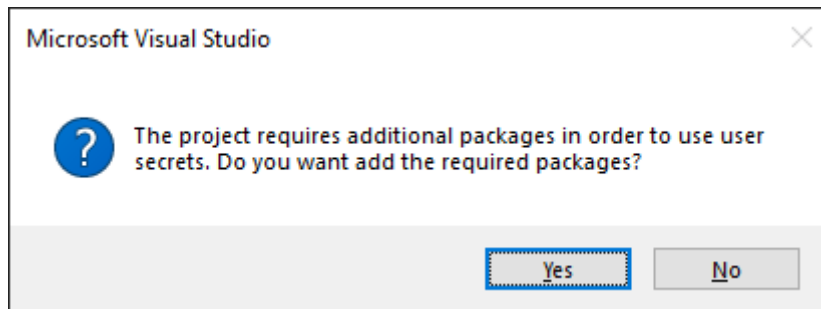 Microsoft Visual Studio
The project requires additional packages in order to use user
secrets. Do you want add the required packages?
Yes
No